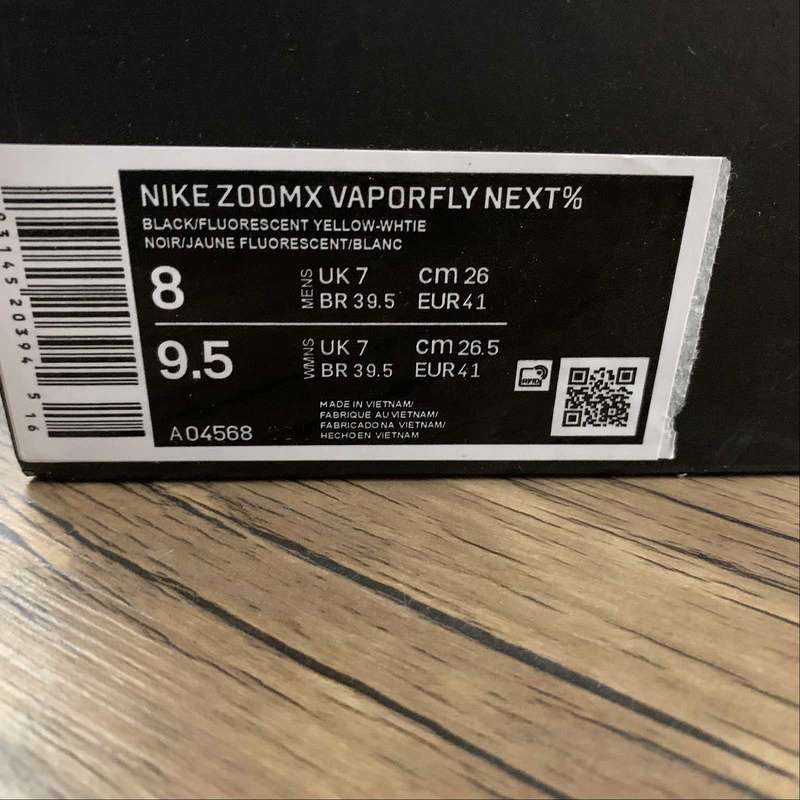 NIKE ZOOMX VAPORFLY NEXT%
BLACK/FLUORESCENT YELLOW-WHTIE
NOIR/JAUNE FLUORESCENT/BLANC
8
MENS
UK 7 cm 26
BR 39.5 EUR 41
9.5
WMNS
UK 7 cm 26.5
BR 39.5 EUR 41
RFID
MADE IN VIETNAM/
FABRIQUE AU VIETNAM/
FABRICADO NA VIETNAM/
HECHO EN VIETNAM
AO4568
93145 20394 516